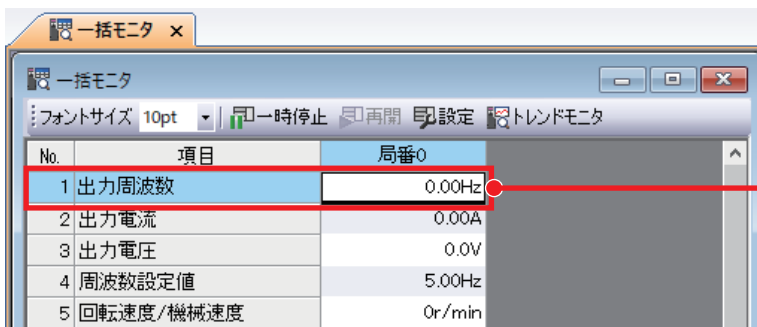 一括モニタ ×
一括モニタ
フォントサイズ 10pt 一時停止 再開 設定 トレンドモニタ
No. 項目 局番0
1 出力周波数 0.00Hz
2 出力電流 0.00A
3 出力電圧 0.0V
4 周波数設定値 5.00Hz
5 回転速度/機械速度 0r/min